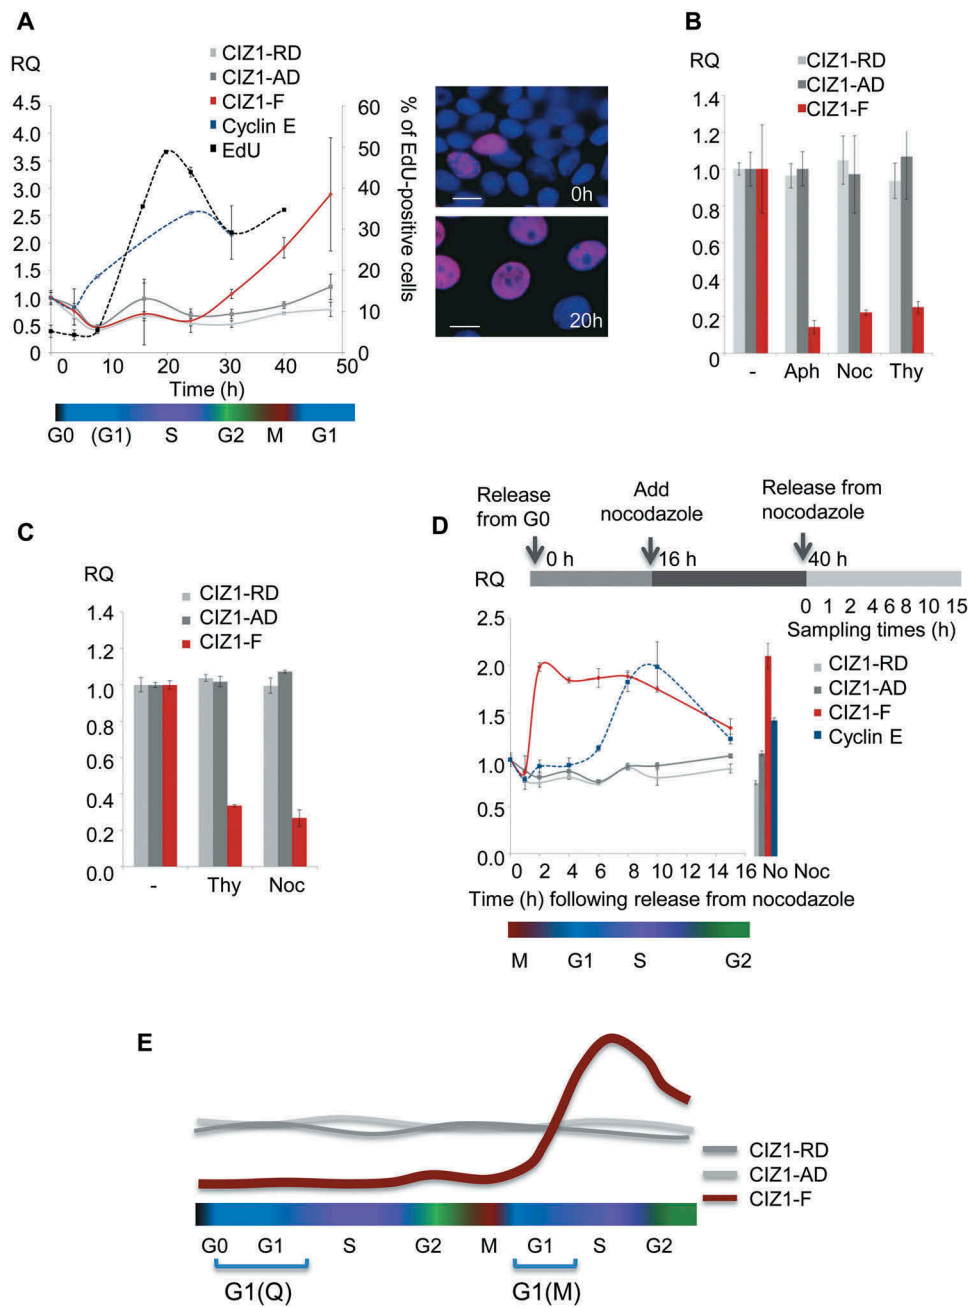 A
RQ
CIZ1-RD
CIZ1-AD
CIZ1-F
Cyclin E
EdU
4.5
3.5
2.5
2.0
1.0
0.5
0
60
50
40
30
20
10
0
% of EdU-positive cells
0 10 20 30 40 50
Time (h)
G0 (G1) S G2 M G1
0h
20h
B
RQ
CIZ1-RD
CIZ1-AD
CIZ1-F
1.4
1.2
1.0
0.8
0.6
0.4
0.2
0
- Aph Noc Thy
C
RQ
CIZ1-RD
CIZ1-AD
CIZ1-F
1.4
1.2
1.0
0.8
0.6
0.4
0.2
0.0
- Thy Noc
D
Release from G0
Add nocodazole
Release from nocodazole
0 h 16 h 40 h
0 1 2 4 6 8 10 15
Sampling times (h)
RQ
2.5
2.0
1.5
1.0
0.5
0.0
CIZ1-RD
CIZ1-AD
CIZ1-F
Cyclin E
0 2 4 6 8 10 12 14 16 No Noc
Time (h) following release from nocodazole
M G1 S G2
E
CIZ1-RD
CIZ1-AD
CIZ1-F
G0 G1 S G2 M G1 S G2
G1(Q) G1(M)